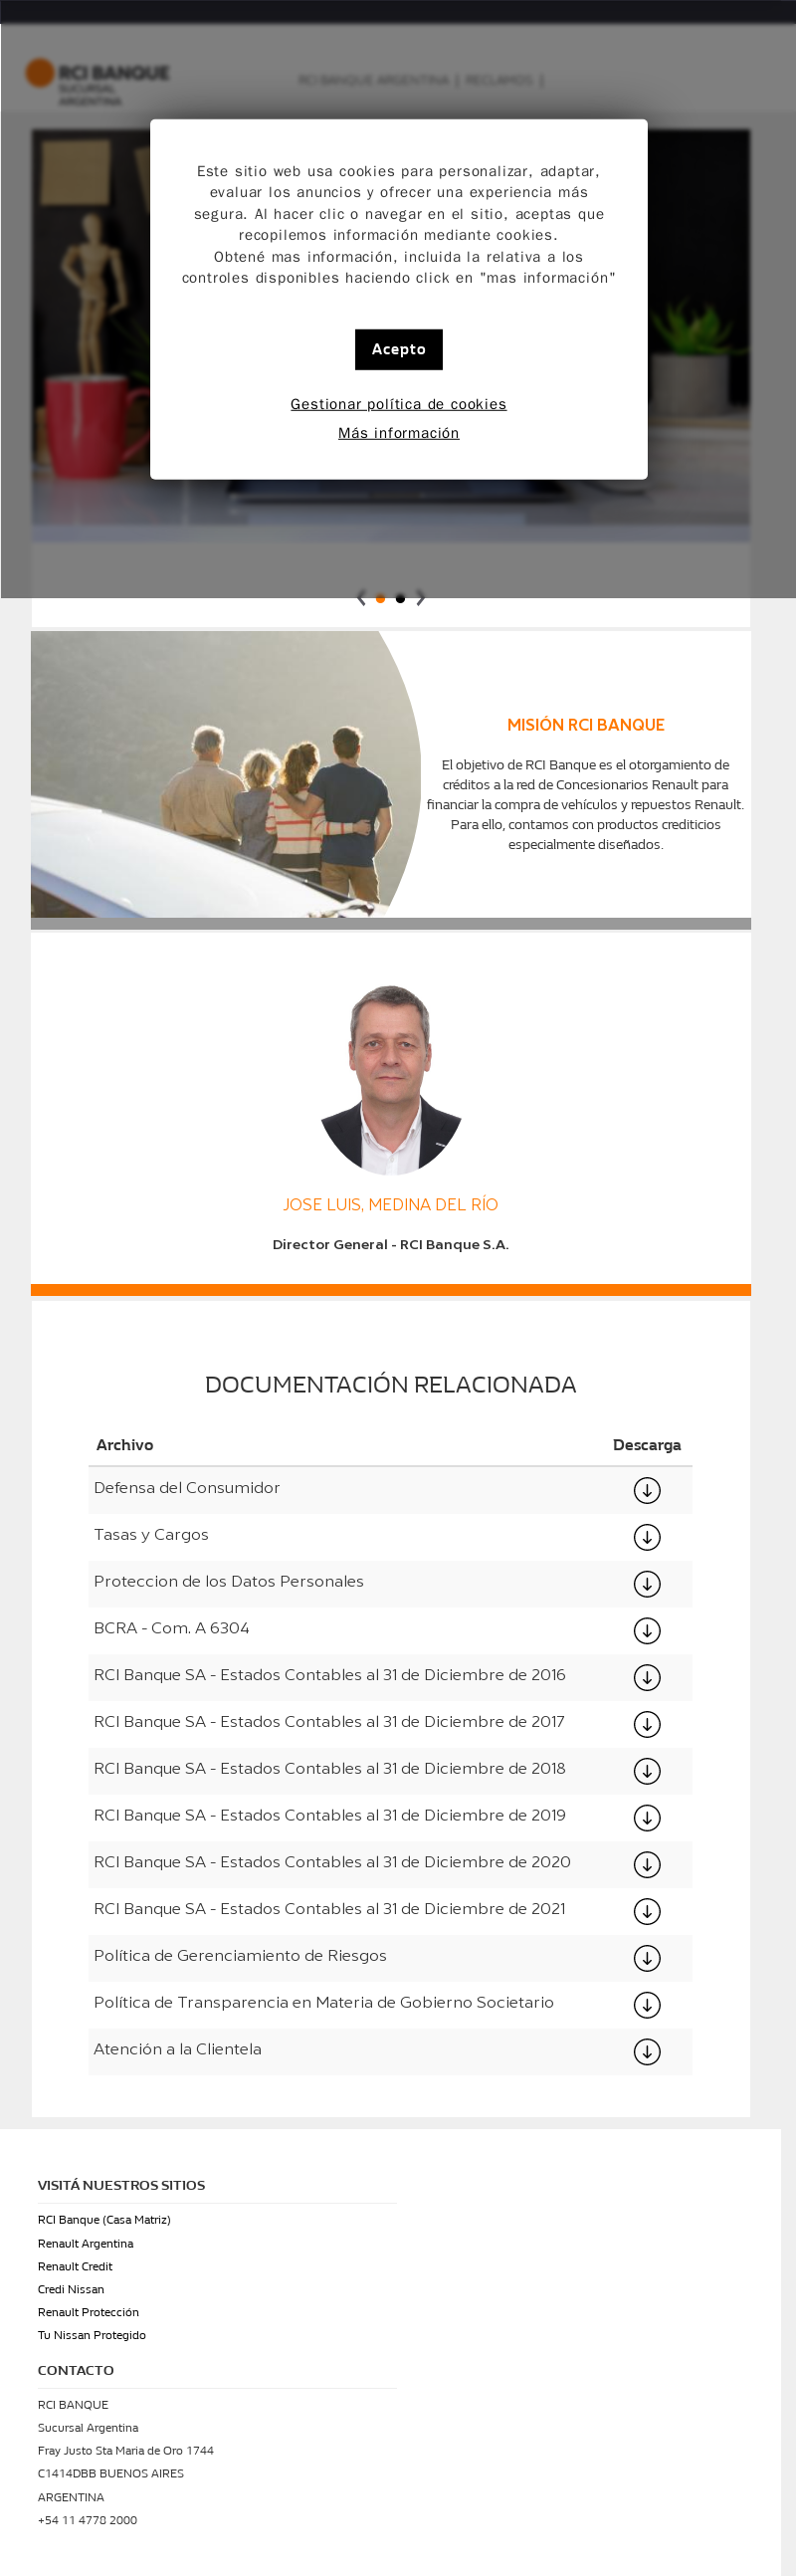 RCI BANQUE
SUCURSAL
ARGENTINA
RCI BANQUE ARGENTINA | RECLAMOS |
Este sitio web usa cookies para personalizar, adaptar,
evaluar los anuncios y ofrecer una experiencia más
segura. Al hacer clic o navegar en el sitio, aceptas que
recopilemos información mediante cookies.
Obtené mas información, incluida la relativa a los
controles disponibles haciendo click en "mas información"
Acepto
Gestionar política de cookies
Más información
MISIÓN RCI BANQUE
El objetivo de RCI Banque es el otorgamiento de
créditos a la red de Concesionarios Renault para
financiar la compra de vehículos y repuestos Renault.
Para ello, contamos con productos crediticios
especialmente diseñados.
JOSE LUIS, MEDINA DEL RÍO
Director General - RCI Banque S.A.
DOCUMENTACIÓN RELACIONADA
Archivo Descarga
Defensa del Consumidor
Tasas y Cargos
Proteccion de los Datos Personales
BCRA - Com. A 6304
RCI Banque SA - Estados Contables al 31 de Diciembre de 2016
RCI Banque SA - Estados Contables al 31 de Diciembre de 2017
RCI Banque SA - Estados Contables al 31 de Diciembre de 2018
RCI Banque SA - Estados Contables al 31 de Diciembre de 2019
RCI Banque SA - Estados Contables al 31 de Diciembre de 2020
RCI Banque SA - Estados Contables al 31 de Diciembre de 2021
Política de Gerenciamiento de Riesgos
Política de Transparencia en Materia de Gobierno Societario
Atención a la Clientela
VISITÁ NUESTROS SITIOS
RCI Banque (Casa Matriz)
Renault Argentina
Renault Credit
Credi Nissan
Renault Protección
Tu Nissan Protegido
CONTACTO
RCI BANQUE
Sucursal Argentina
Fray Justo Sta Maria de Oro 1744
C1414DBB BUENOS AIRES
ARGENTINA
+54 11 4778 2000